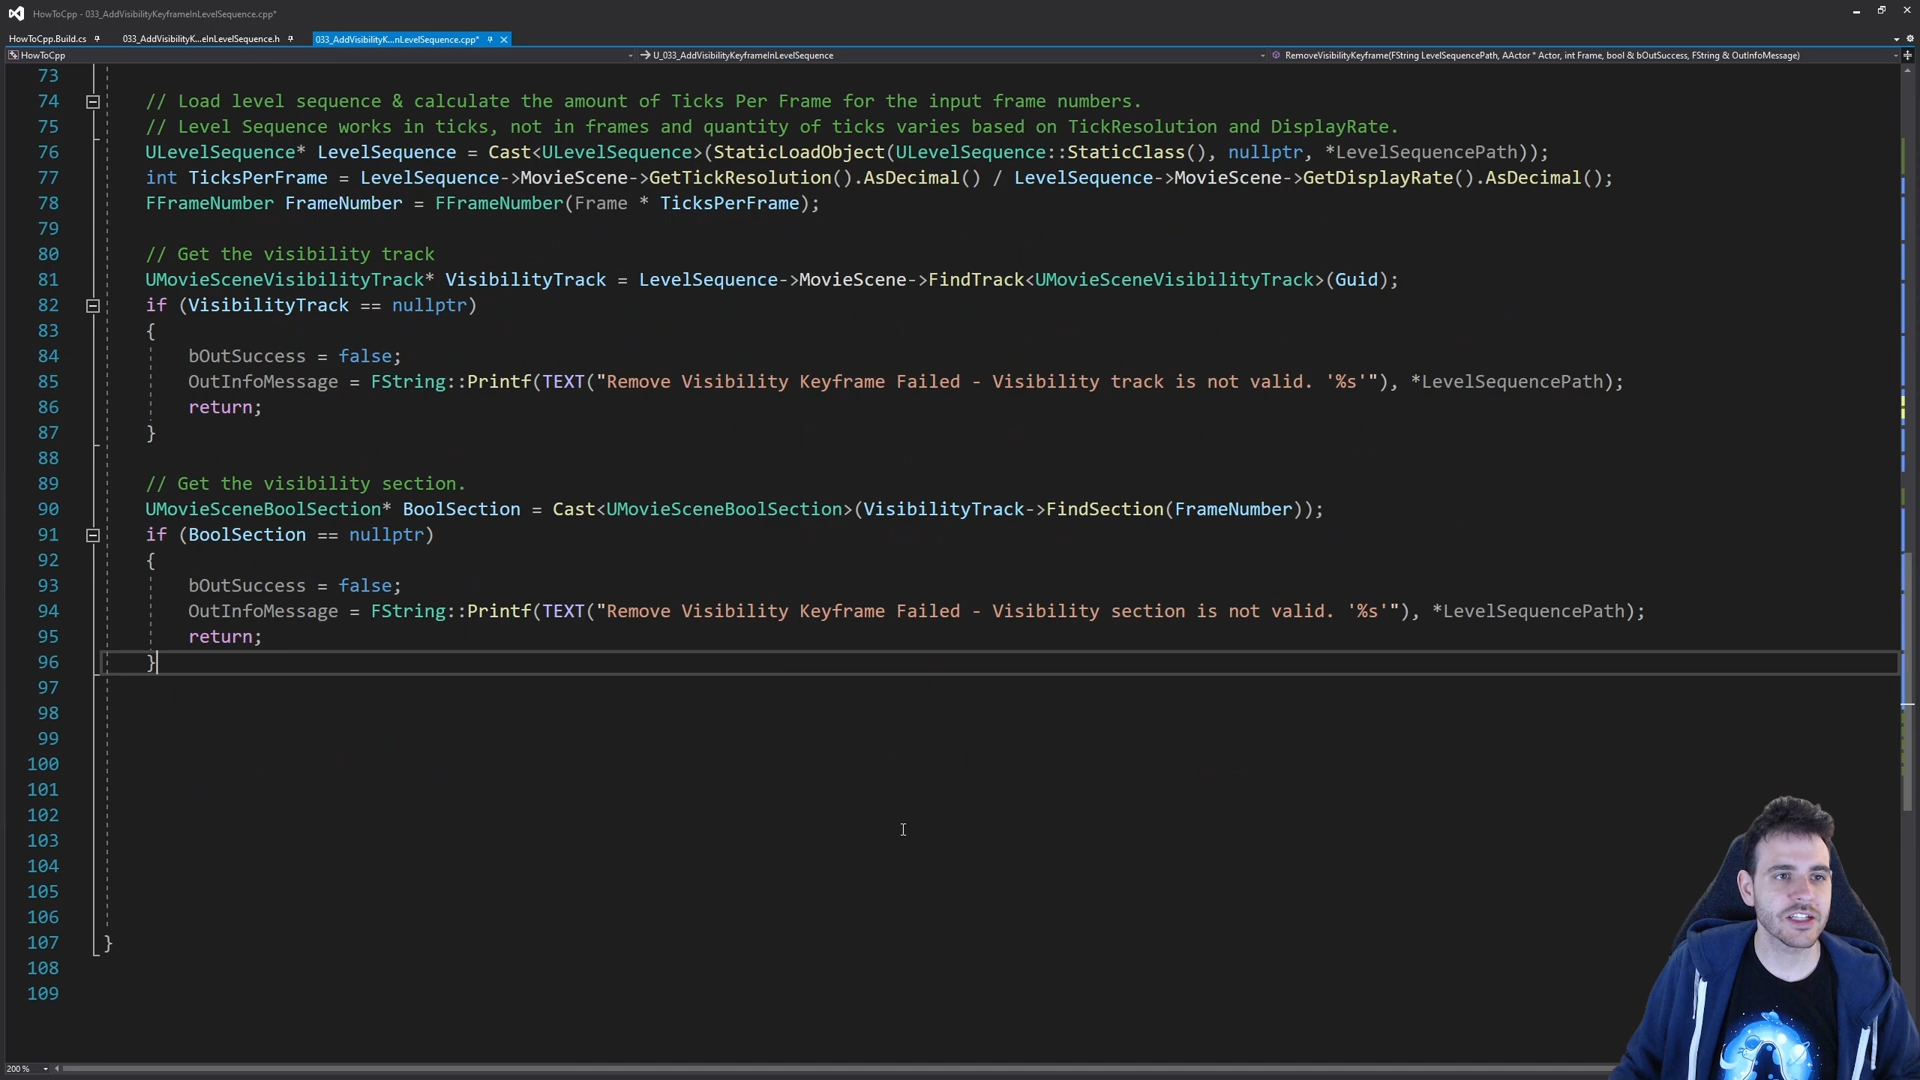 HowToCpp - 033_AddVisibilityKeyframeInLevelSequence.cpp*
HowToCpp.Build.cs
033_AddVisibilityK...eInLevelSequence.h
033_AddVisibilityK...nLevelSequence.cpp*
HowToCpp
U_033_AddVisibilityKeyframeInLevelSequence
RemoveVisibilityKeyframe(FString LevelSequencePath, AActor * Actor, int Frame, bool & bOutSuccess, FString & OutInfoMessage)
73
74 // Load level sequence & calculate the amount of Ticks Per Frame for the input frame numbers.
75 // Level Sequence works in ticks, not in frames and quantity of ticks varies based on TickResolution and DisplayRate.
76 ULevelSequence* LevelSequence = Cast<ULevelSequence>(StaticLoadObject(ULevelSequence::StaticClass(), nullptr, *LevelSequencePath));
77 int TicksPerFrame = LevelSequence->MovieScene->GetTickResolution().AsDecimal() / LevelSequence->MovieScene->GetDisplayRate().AsDecimal();
78 FFrameNumber FrameNumber = FFrameNumber(Frame * TicksPerFrame);
79
80 // Get the visibility track
81 UMovieSceneVisibilityTrack* VisibilityTrack = LevelSequence->MovieScene->FindTrack<UMovieSceneVisibilityTrack>(Guid);
82 if (VisibilityTrack == nullptr)
83 {
84 bOutSuccess = false;
85 OutInfoMessage = FString::Printf(TEXT("Remove Visibility Keyframe Failed - Visibility track is not valid. '%s'"), *LevelSequencePath);
86 return;
87 }
88
89 // Get the visibility section.
90 UMovieSceneBoolSection* BoolSection = Cast<UMovieSceneBoolSection>(VisibilityTrack->FindSection(FrameNumber));
91 if (BoolSection == nullptr)
92 {
93 bOutSuccess = false;
94 OutInfoMessage = FString::Printf(TEXT("Remove Visibility Keyframe Failed - Visibility section is not valid. '%s'"), *LevelSequencePath);
95 return;
96 }
97
98
99
100
101
102
103
104
105
106
107 }
108
109
200 %